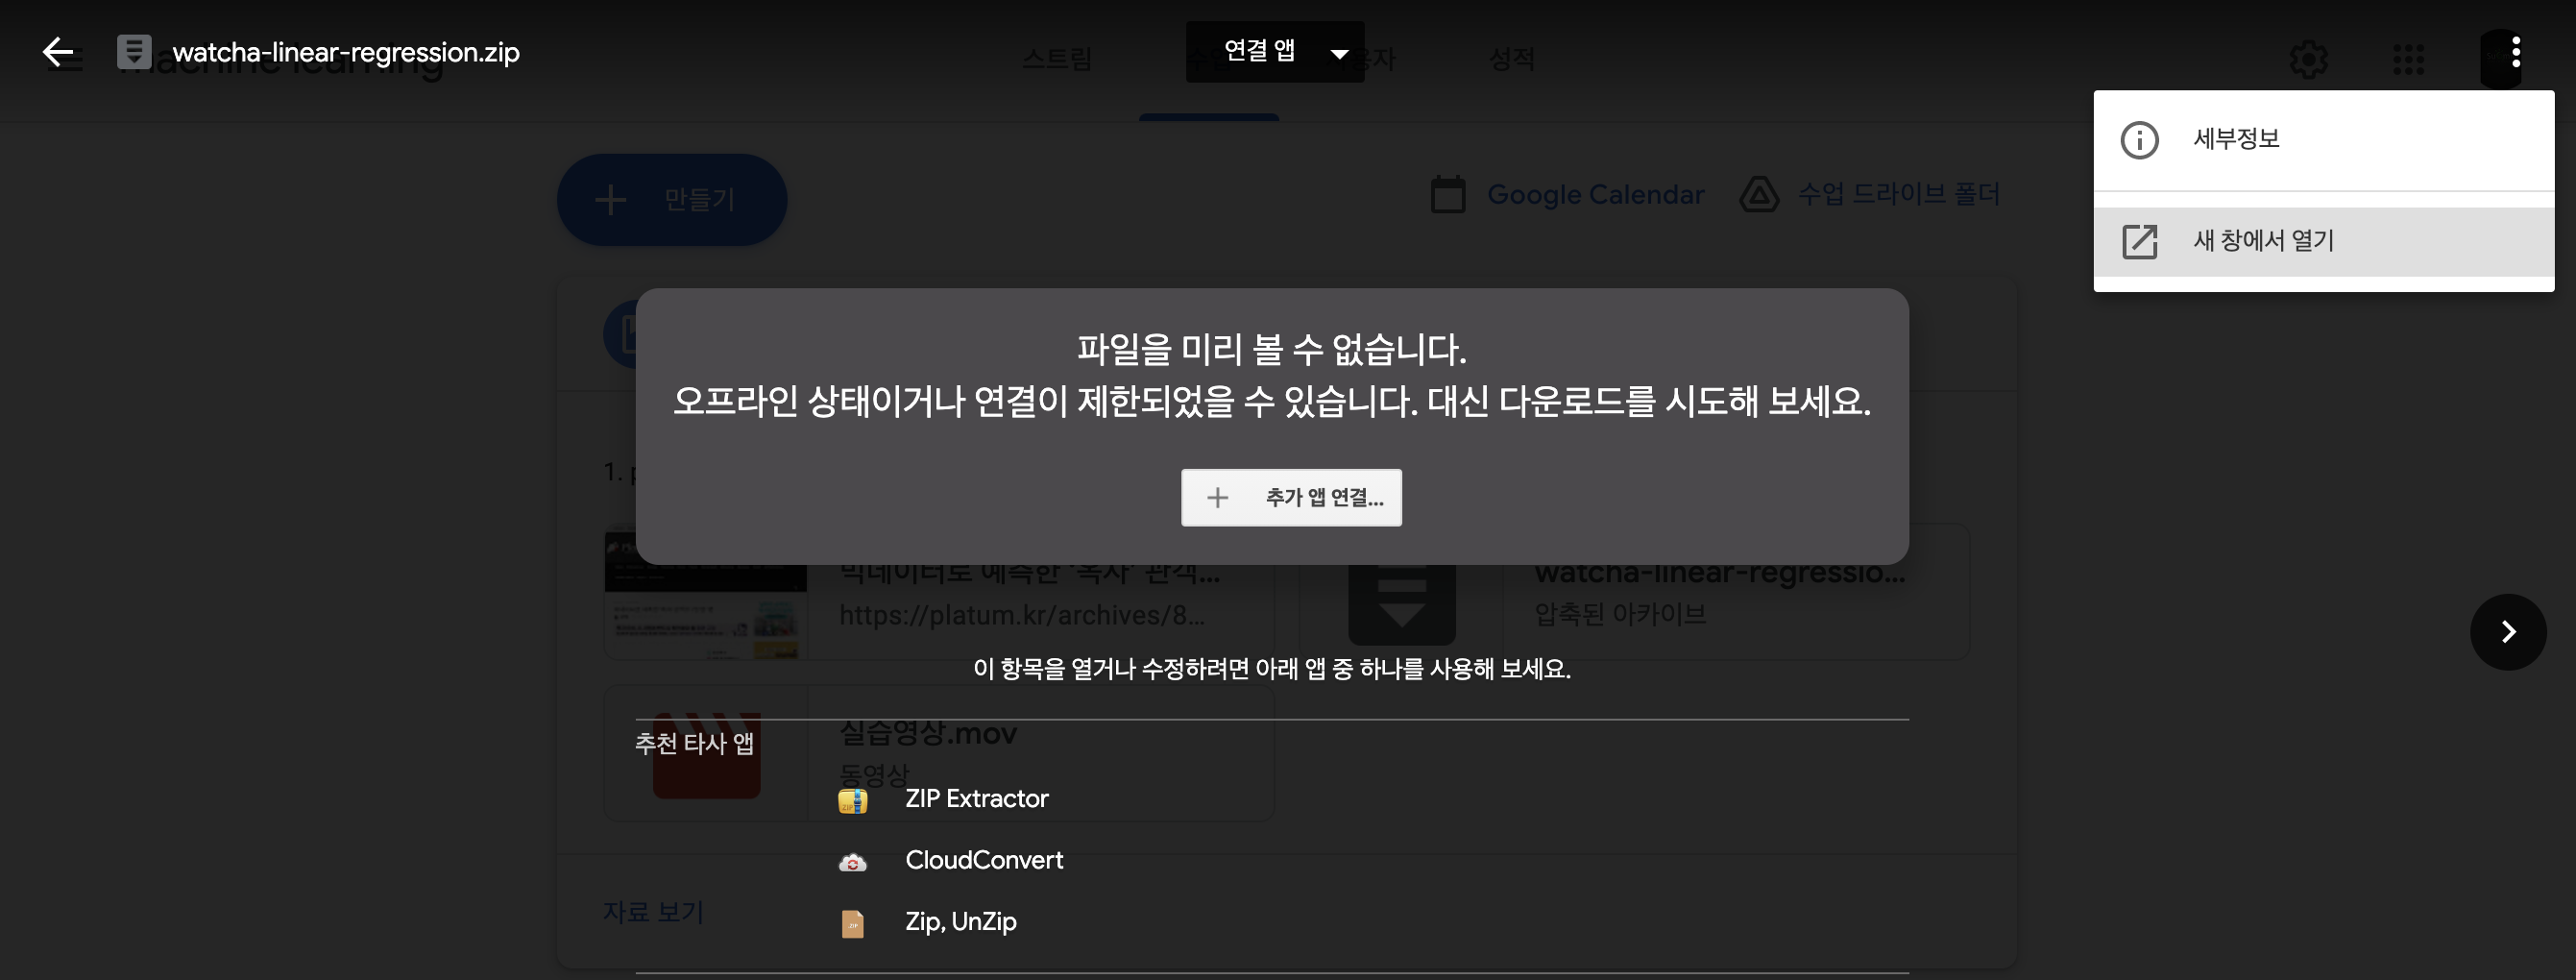 watcha-linear-regression.zip
machine learning
스트림
연결 앱
성적
세부정보
새 창에서 열기
만들기
Google Calendar
수업 드라이브 폴더
파일을 미리 볼 수 없습니다.
오프라인 상태이거나 연결이 제한되었을 수 있습니다. 대신 다운로드를 시도해 보세요.
1.
추가 앱 연결...
빅데이터로 예측한 '옥자' 관객...
https://platum.kr/archives/8...
watcha-linear-regressio...
압축된 아카이브
이 항목을 열거나 수정하려면 아래 앱 중 하나를 사용해 보세요.
실습영상.mov
동영상
추천 타사 앱
ZIP Extractor
CloudConvert
Zip, UnZip
자료 보기